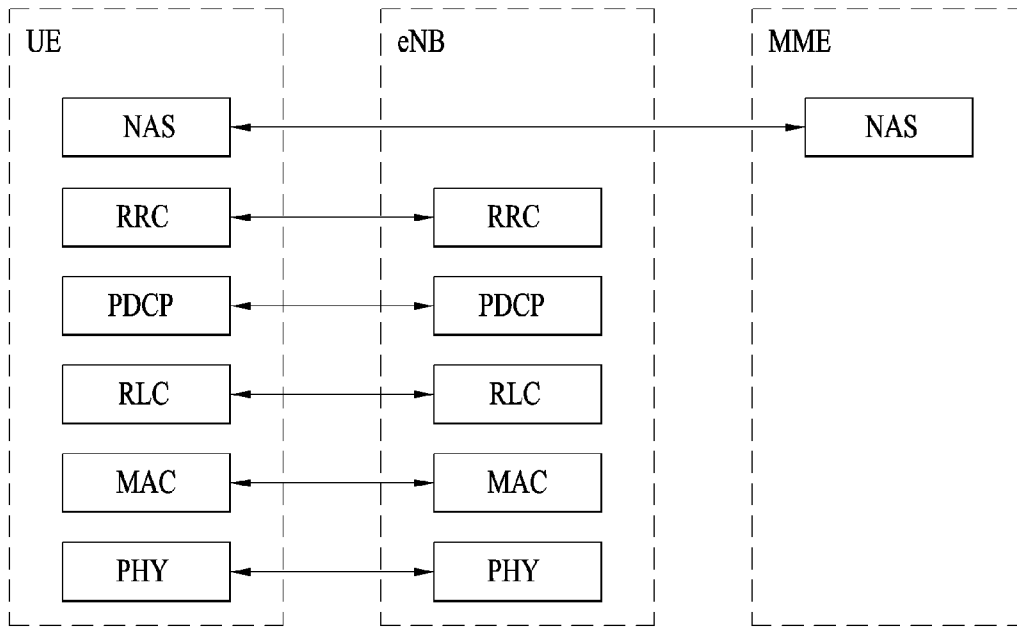 UE eNB MME
NAS NAS
RRC RRC
PDCP PDCP
RLC RLC
MAC MAC
PHY PHY